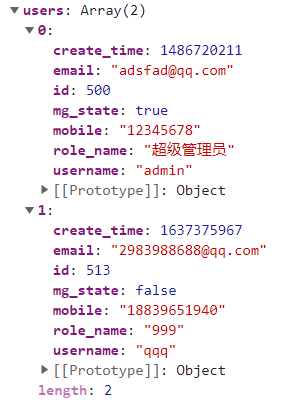 users: Array(2)
0:
create_time: 1486720211
email: "adsfad@qq.com"
id: 500
mg_state: true
mobile: "12345678"
role_name: "超级管理员"
username: "admin"
[[Prototype]]: Object
1:
create_time: 1637375967
email: "2983988688@qq.com"
id: 513
mg_state: false
mobile: "18839651940"
role_name: "999"
username: "qqq"
[[Prototype]]: Object
length: 2